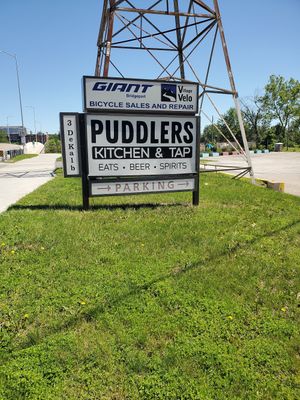 GIANT
Bridgeport
Village
Velo
BICYCLE SALES AND REPAIR
3 DeKalb
PUDDLERS
KITCHEN & TAP
EATS • BEER • SPIRITS
→ PARKING →